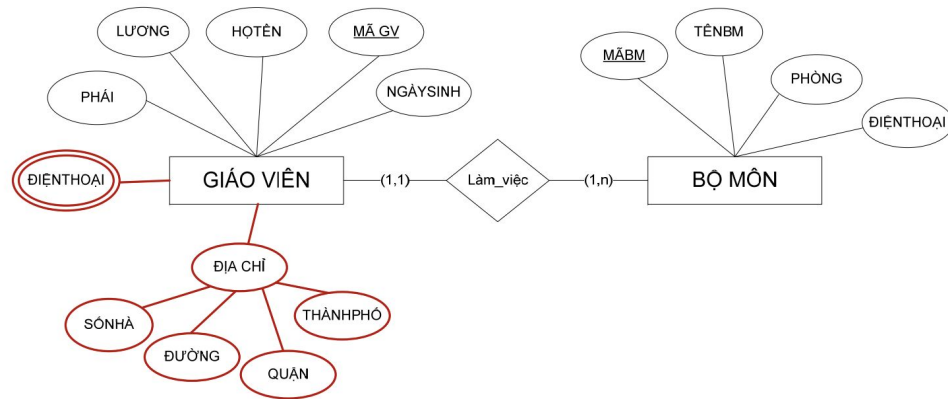 LƯƠNG
HỌTÊN
MÃ GV
TÊNBM
MÃBM
PHÁI
NGÀYSINH
PHÒNG
ĐIỆNTHOẠI
ĐIỆNTHOẠI
GIÁO VIÊN
(1,1)
Làm_việc
(1,n)
BỘ MÔN
ĐỊA CHỈ
SỐNHÀ
THÀNHPHỐ
ĐƯỜNG
QUẬN